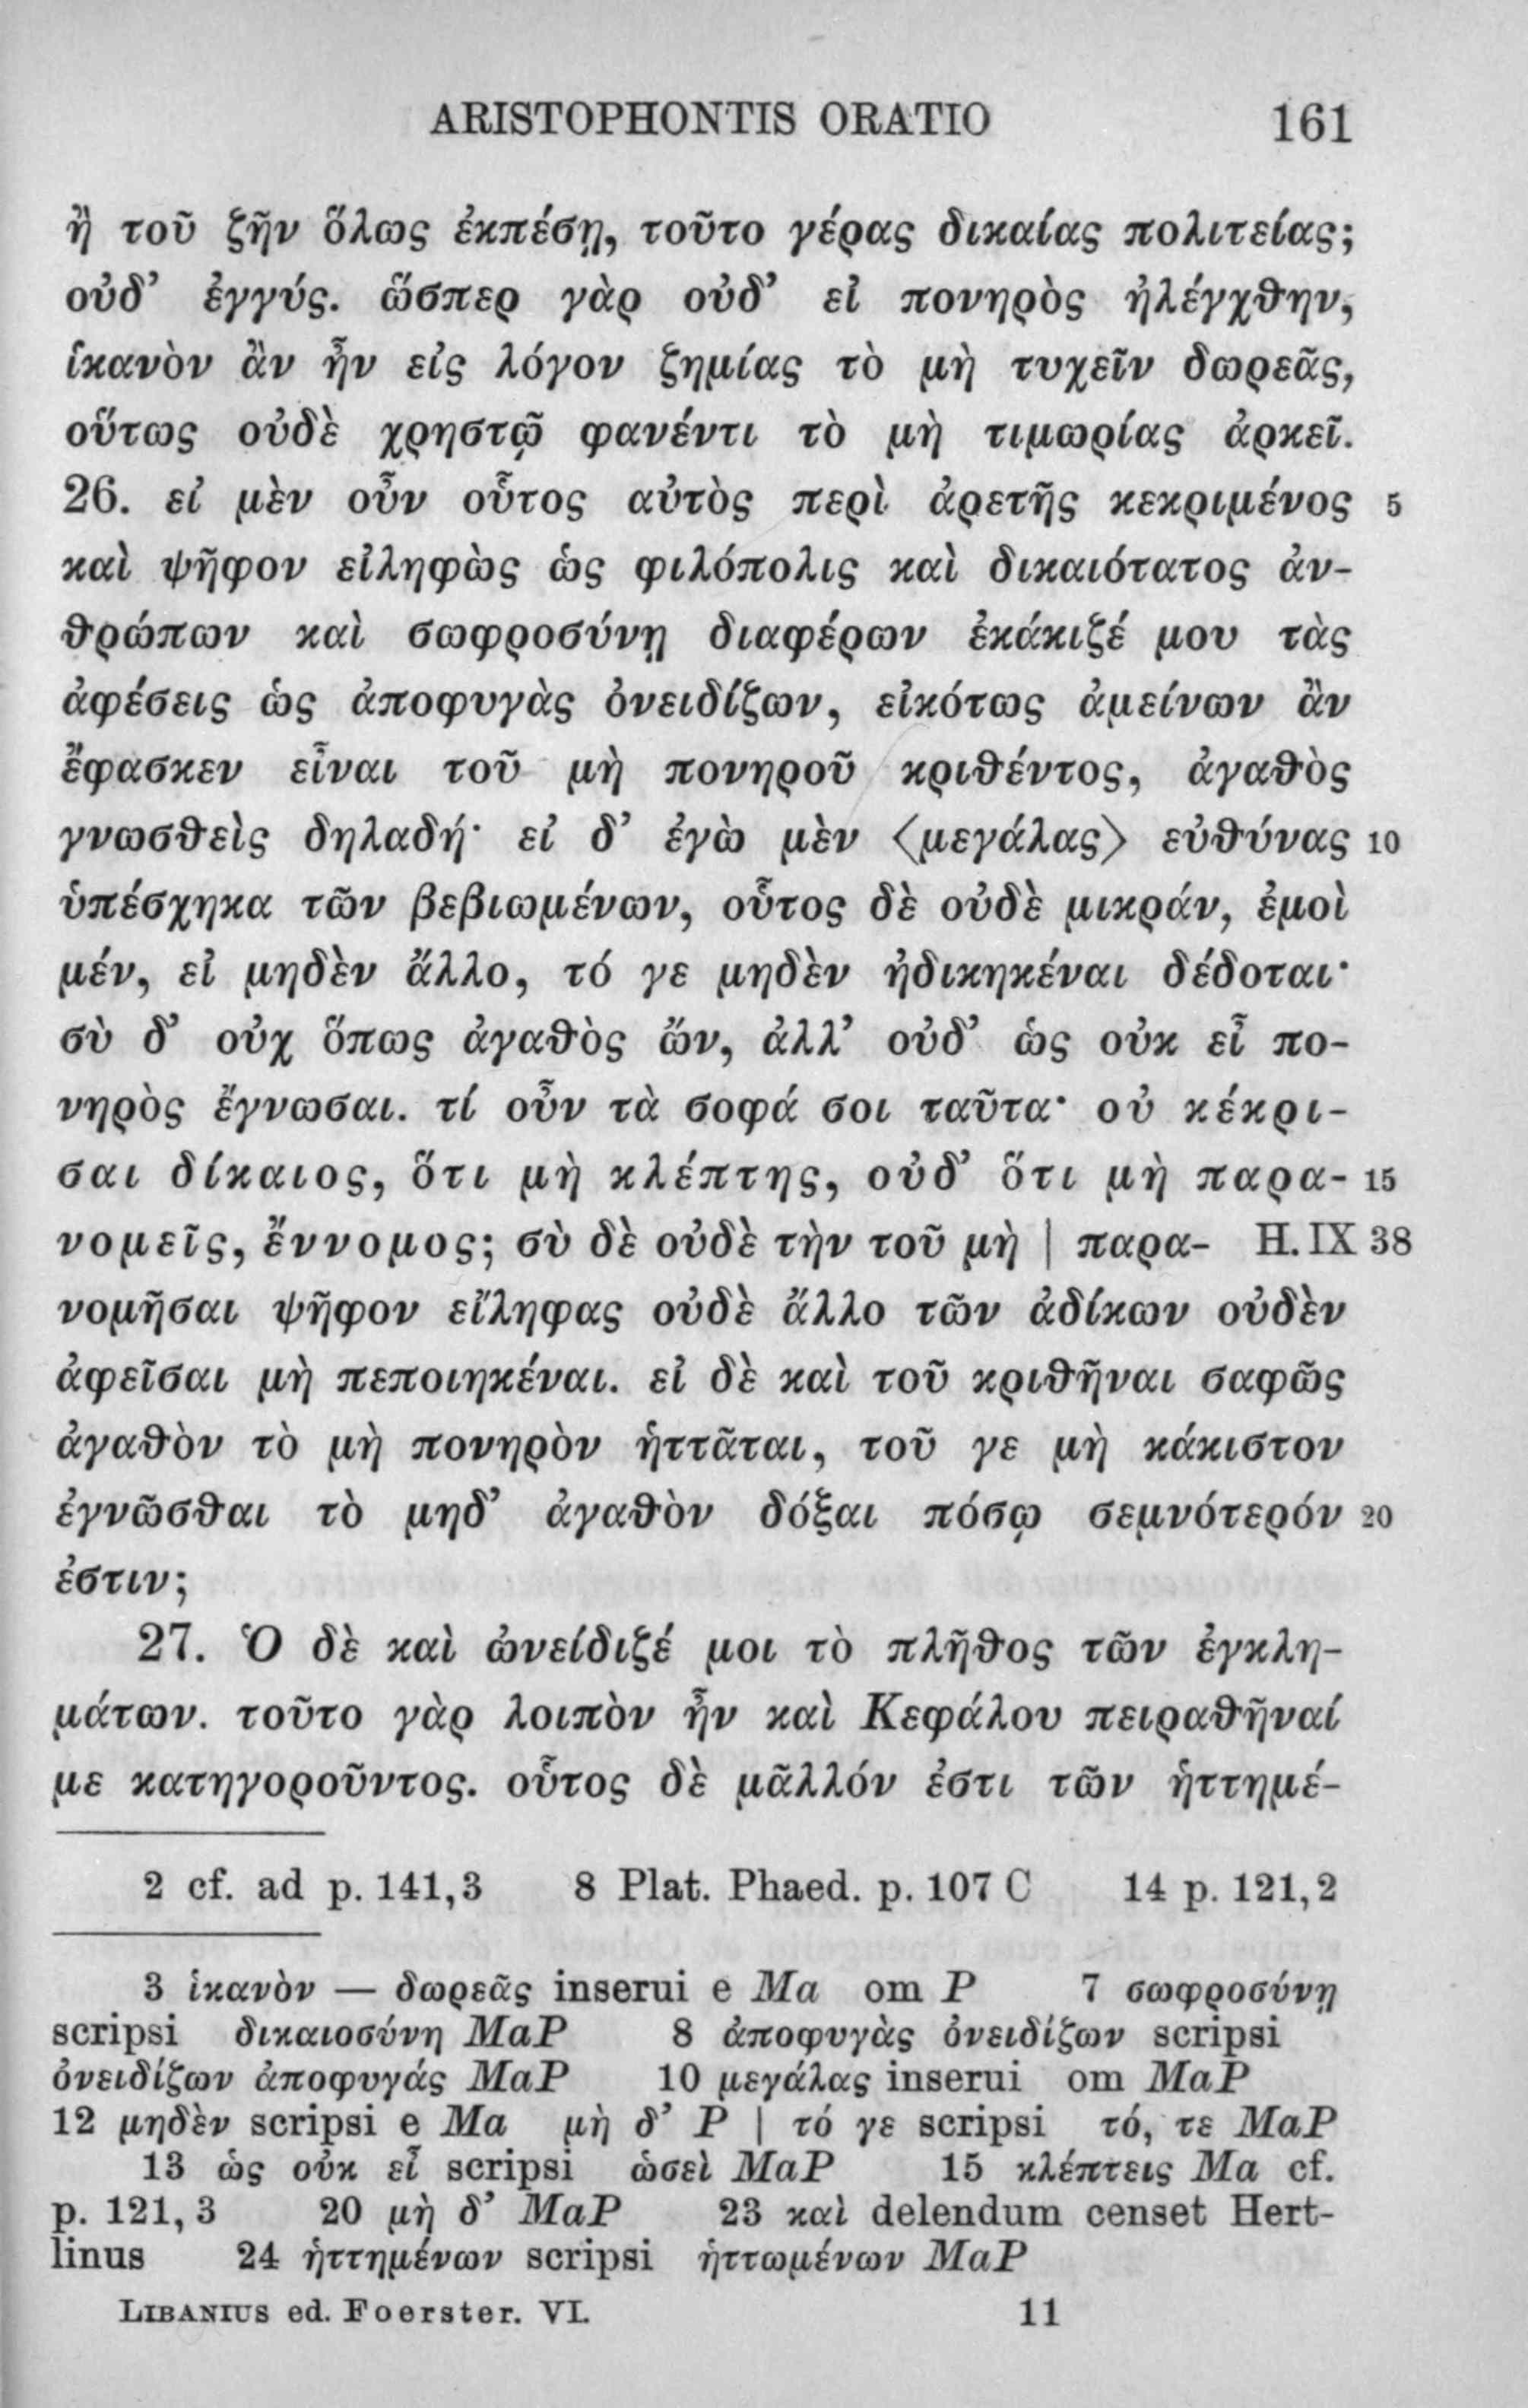 ARISTOPHONTIS ORATIO 161
ἢ τοῦ ζῆν ὅλως ἐκπέσῃ, τοῦτο γέρας δικαίας πολιτείας;
οὐδ’ ἐγγύς. ὥσπερ γὰρ οὐδ’ εἰ πονηρὸς ἠλέγχθην,
ἱκανὸν ἂν ἦν εἰς λόγον ζημίας τὸ μὴ τυχεῖν δωρεᾶς,
οὕτως οὐδὲ χρηστῷ φανέντι τὸ μὴ τιμωρίας ἀρκεῖ.
26. εἰ μὲν οὖν οὗτος αὐτὸς περὶ ἀρετῆς κεκριμένος 5
καὶ ψῆφον εἰληφὼς ὡς φιλόπολις καὶ δικαιότατος ἀν-
θρώπων καὶ σωφροσύνῃ διαφέρων ἐκάκιζέ μου τὰς
ἀφέσεις ὡς ἀποφυγὰς ὀνειδίζων, εἰκότως ἀμείνων ἂν
ἔφασκεν εἶναι τοῦ μὴ πονηροῦ κριθέντος, ἀγαθὸς
γνωσθεὶς δηλαδή· εἰ δ’ ἐγὼ μὲν ⟨μεγάλας⟩ εὐθύνας 10
ὑπέσχηκα τῶν βεβιωμένων, οὗτος δὲ οὐδὲ μικράν, ἐμοὶ
μέν, εἰ μηδὲν ἄλλο, τό γε μηδὲν ἠδικηκέναι δέδοται·
σὺ δ’ οὐχ ὅπως ἀγαθὸς ὤν, ἀλλ’ οὐδ’ ὡς οὐκ εἶ πο-
νηρὸς ἔγνωσαι. τί οὖν τὰ σοφά σοι ταῦτα· οὐ κέκρι-
σαι δίκαιος, ὅτι μὴ κλέπτης, οὐδ’ ὅτι μὴ παρα- 15
νομεῖς, ἔννομος; σὺ δὲ οὐδὲ τὴν τοῦ μὴ | παρα- H. IX 38
νομῆσαι ψῆφον εἴληφας οὐδὲ ἄλλο τῶν ἀδίκων οὐδὲν
ἀφεῖσαι μὴ πεποιηκέναι. εἰ δὲ καὶ τοῦ κριθῆναι σαφῶς
ἀγαθὸν τὸ μὴ πονηρὸν ἡττᾶται, τοῦ γε μὴ κάκιστον
ἐγνῶσθαι τὸ μηδ’ ἀγαθὸν δόξαι πόσῳ σεμνότερόν 20
ἐστιν;
27. Ὁ δὲ καὶ ὠνείδιζέ μοι τὸ πλῆθος τῶν ἐγκλη-
μάτων. τοῦτο γὰρ λοιπὸν ἦν καὶ Κεφάλου πειραθῆναί
με κατηγοροῦντος. οὗτος δὲ μᾶλλόν ἐστι τῶν ἡττημέ-
2 cf. ad p. 141, 3 8 Plat. Phaed. p. 107 C 14 p. 121, 2
3 ἱκανὸν — δωρεᾶς inserui e Ma om P 7 σωφροσύνῃ
scripsi δικαιοσύνῃ MaP 8 ἀποφυγὰς ὀνειδίζων scripsi
ὀνειδίζων ἀποφυγάς MaP 10 μεγάλας inserui om MaP
12 μηδὲν scripsi e Ma μὴ δ’ P | τό γε scripsi τό, τε MaP
13 ὡς οὐκ εἶ scripsi ὡσεὶ MaP 15 κλέπτεις Ma cf.
p. 121, 3 20 μὴ δ’ MaP 23 καὶ delendum censet Hert-
linus 24 ἡττημένων scripsi ἡττωμένων MaP
LIBANIUS ed. Foerster. VI. 11